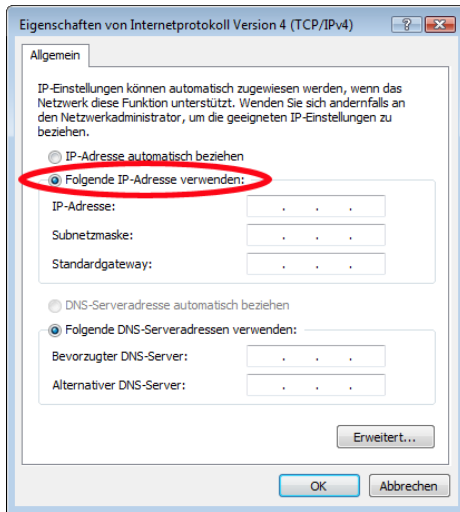 Eigenschaften von Internetprotokoll Version 4 (TCP/IPv4)
Allgemein
IP-Einstellungen können automatisch zugewiesen werden, wenn das
Netzwerk diese Funktion unterstützt. Wenden Sie sich andernfalls an
den Netzwerkadministrator, um die geeigneten IP-Einstellungen zu
beziehen.
IP-Adresse automatisch beziehen
Folgende IP-Adresse verwenden:
IP-Adresse:
Subnetzmaske:
Standardgateway:
DNS-Serveradresse automatisch beziehen
Folgende DNS-Serveradressen verwenden:
Bevorzugter DNS-Server:
Alternativer DNS-Server:
Erweitert...
OK Abbrechen